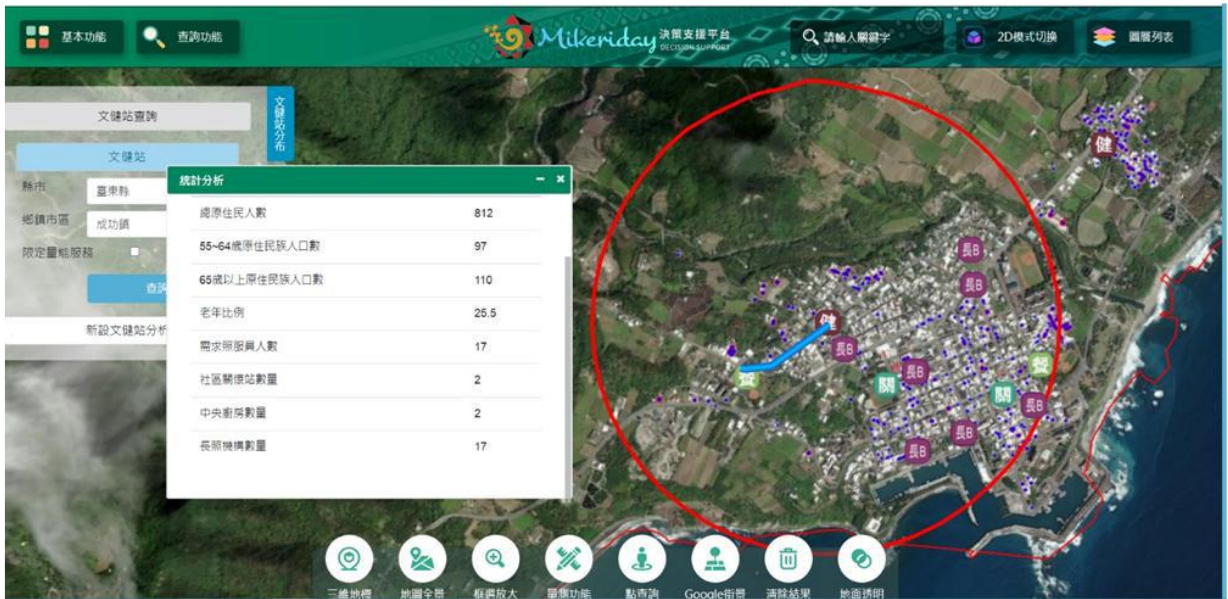 基本功能
查詢功能
Mikeriday 決策支援平台
DECISION SUPPORT
請輸入關鍵字
2D模式切換
圖層列表
文健站查詢
文健站分布
文健站
縣市
臺東縣
鄉鎮市區
成功鎮
限定量能服務
新設文健站分析
統計分析
總原住民人數 812
55~64歲原住民族人口數 97
65歲以上原住民族人口數 110
老年比例 25.5
需求照服員人數 17
社區關懷站數量 2
中央廚房數量 2
長照機構數量 17
健
長B
長B
健
長B
餐
長B
關
關
餐
長B
長B
長B
三維地標
地圖全景
框選放大
量測功能
點查詢
Google街景
清除結果
地面透明